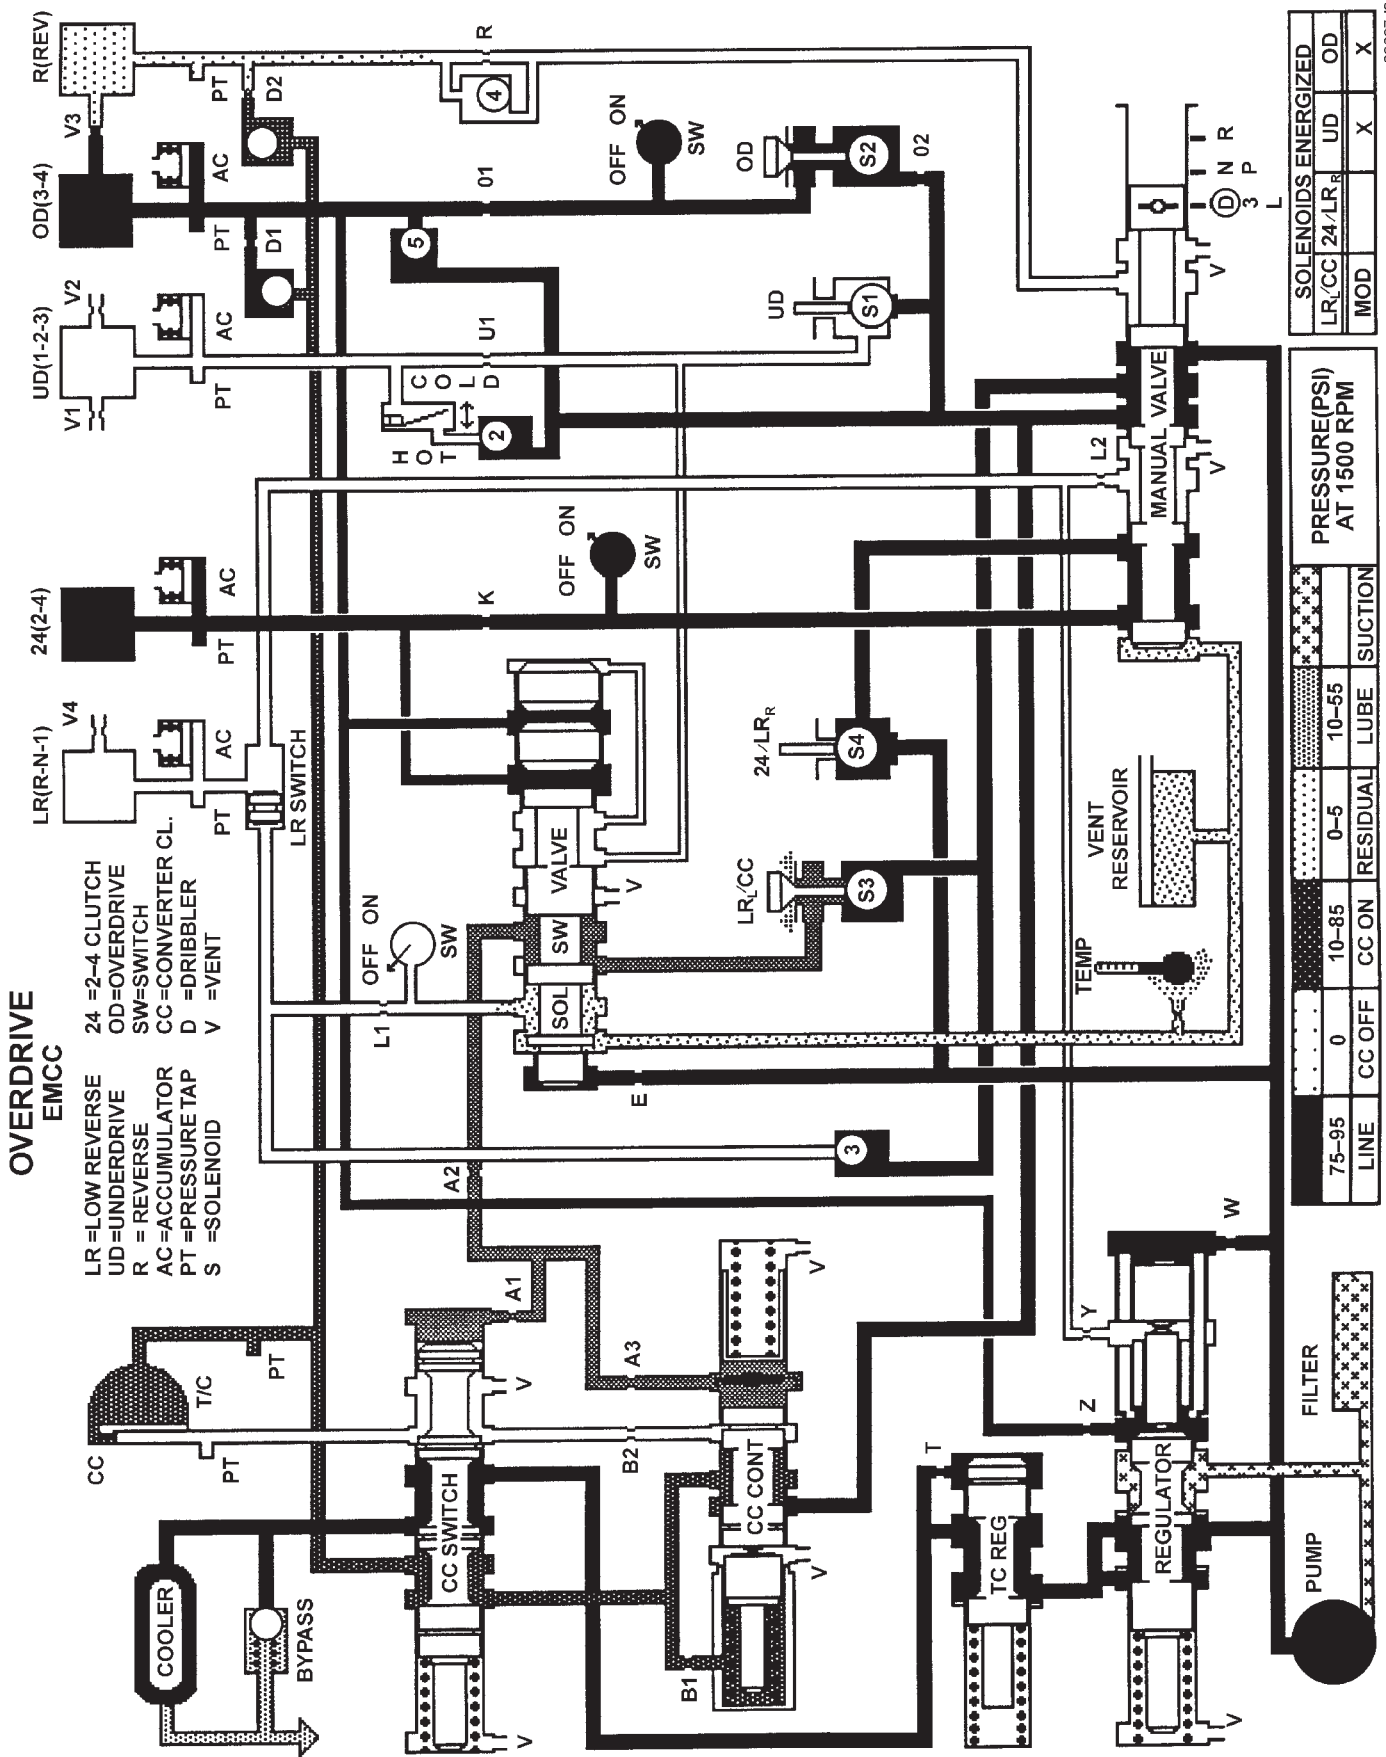 OVERDRIVE
EMCC
LR =LOW REVERSE
UD=UNDERDRIVE
R = REVERSE
AC=ACCUMULATOR
PT =PRESSURE TAP
S =SOLENOID
24 =2–4 CLUTCH
OD=OVERDRIVE
SW=SWITCH
CC=CONVERTER CL.
D =DRIBBLER
V =VENT
LR(R-N-1)
V4
24(2-4)
UD(1-2-3)
V1
V2
OD(3-4)
V3
R(REV)
PT
AC
PT
AC
PT
AC
PT
AC
PT
D1
D2
LR SWITCH
CC
T/C
PT
PT
COOLER
BYPASS
OFF
ON
SW
L1
K
OFF
ON
SW
HOT
COLD
2
U1
5
01
OFF
ON
SW
4
R
A2
A1
A3
CC SWITCH
V
V
B2
B1
CC CONT
V
V
SOL
SW
VALVE
V
E
3
LRL/CC
S3
24/LRR
S4
UD
S1
OD
S2
02
TEMP
VENT
RESERVOIR
L2
MANUAL VALVE
V
V
D
N
R
3
P
L
T
TC REG
Z
Y
W
REGULATOR
V
PUMP
FILTER
75–95
0
10–85
0–5
10–55
LINE
CC OFF
CC ON
RESIDUAL
LUBE
SUCTION
PRESSURE(PSI)
AT 1500 RPM
SOLENOIDS ENERGIZED
LRL/CC
24/LRR
UD
OD
MOD
X
X